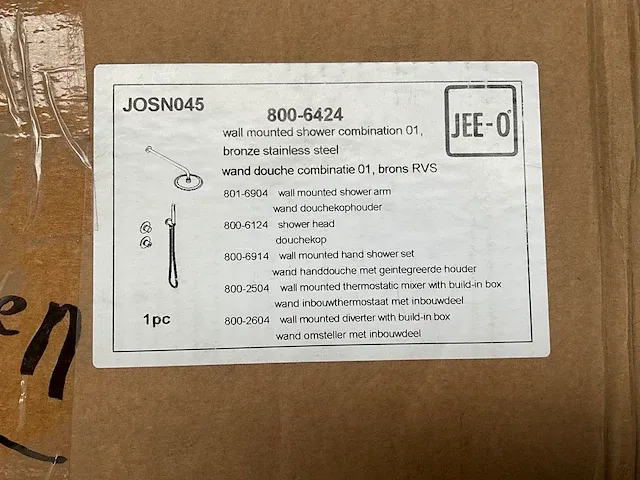 JOSN045
800-6424
JEE-O
wall mounted shower combination 01,
bronze stainless steel
wand douche combinatie 01, brons RVS
801-6904 wall mounted shower arm
wand douchekophouder
800-6124 shower head
douchekop
800-6914 wall mounted hand shower set
wand handdouche met geintegreerde houder
800-2504 wall mounted thermostatic mixer with build-in box
wand inbouwthermostaat met inbouwdeel
800-2604 wall mounted diverter with build-in box
wand omsteller met inbouwdeel
1pc